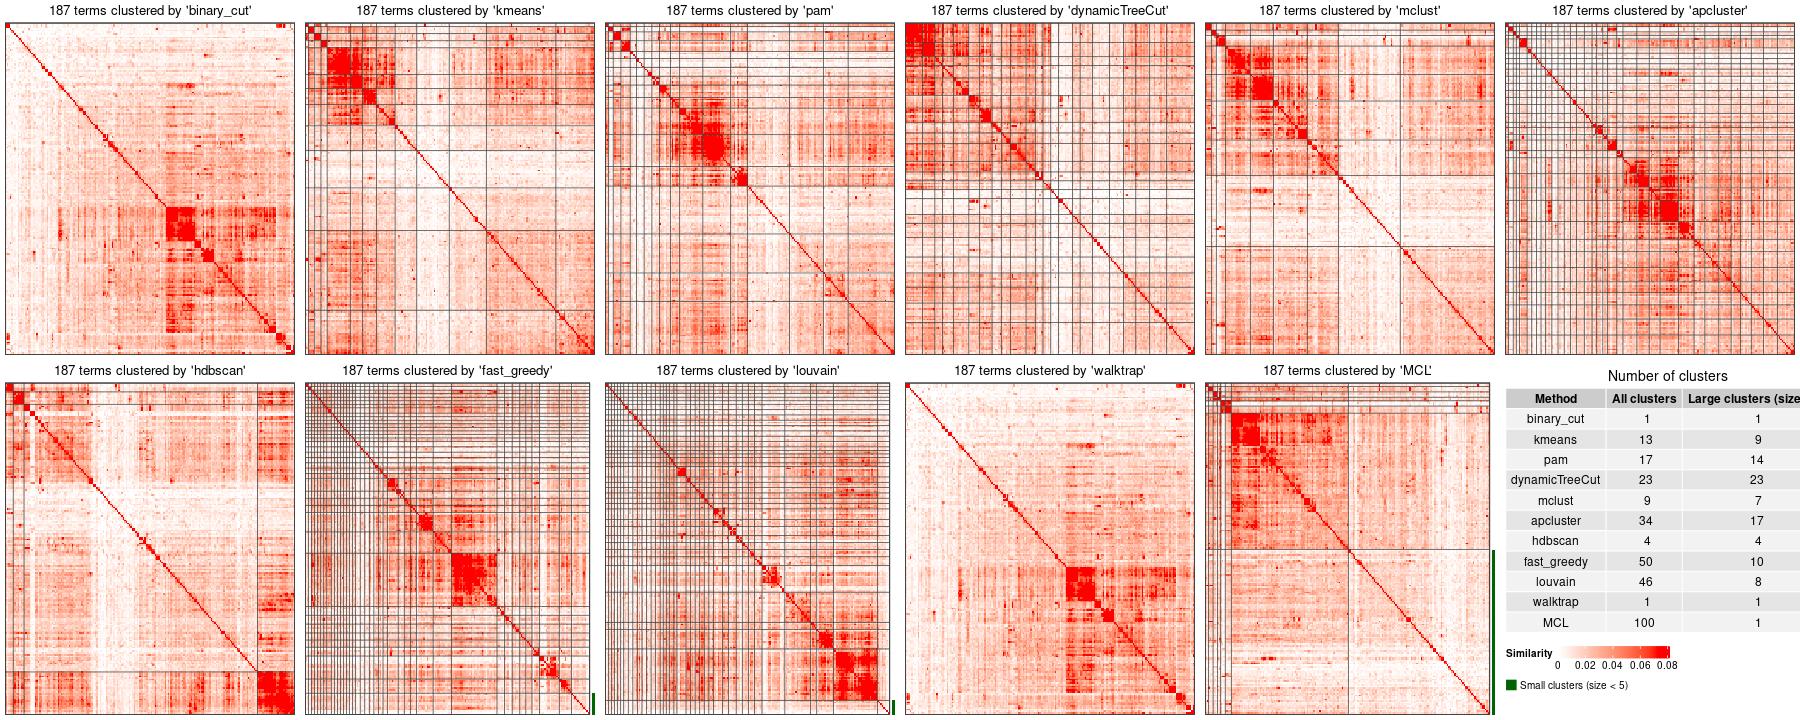 187 terms clustered by 'binary_cut'
187 terms clustered by 'kmeans'
187 terms clustered by 'pam'
187 terms clustered by 'dynamicTreeCut'
187 terms clustered by 'mclust'
187 terms clustered by 'apcluster'
187 terms clustered by 'hdbscan'
187 terms clustered by 'fast_greedy'
187 terms clustered by 'louvain'
187 terms clustered by 'walktrap'
187 terms clustered by 'MCL'
Number of clusters
Method All clusters Large clusters (size
binary_cut 1 1
kmeans 13 9
pam 17 14
dynamicTreeCut 23 23
mclust 9 7
apcluster 34 17
hdbscan 4 4
fast_greedy 50 10
louvain 46 8
walktrap 1 1
MCL 100 1
Similarity
0 0.02 0.04 0.06 0.08
Small clusters (size < 5)